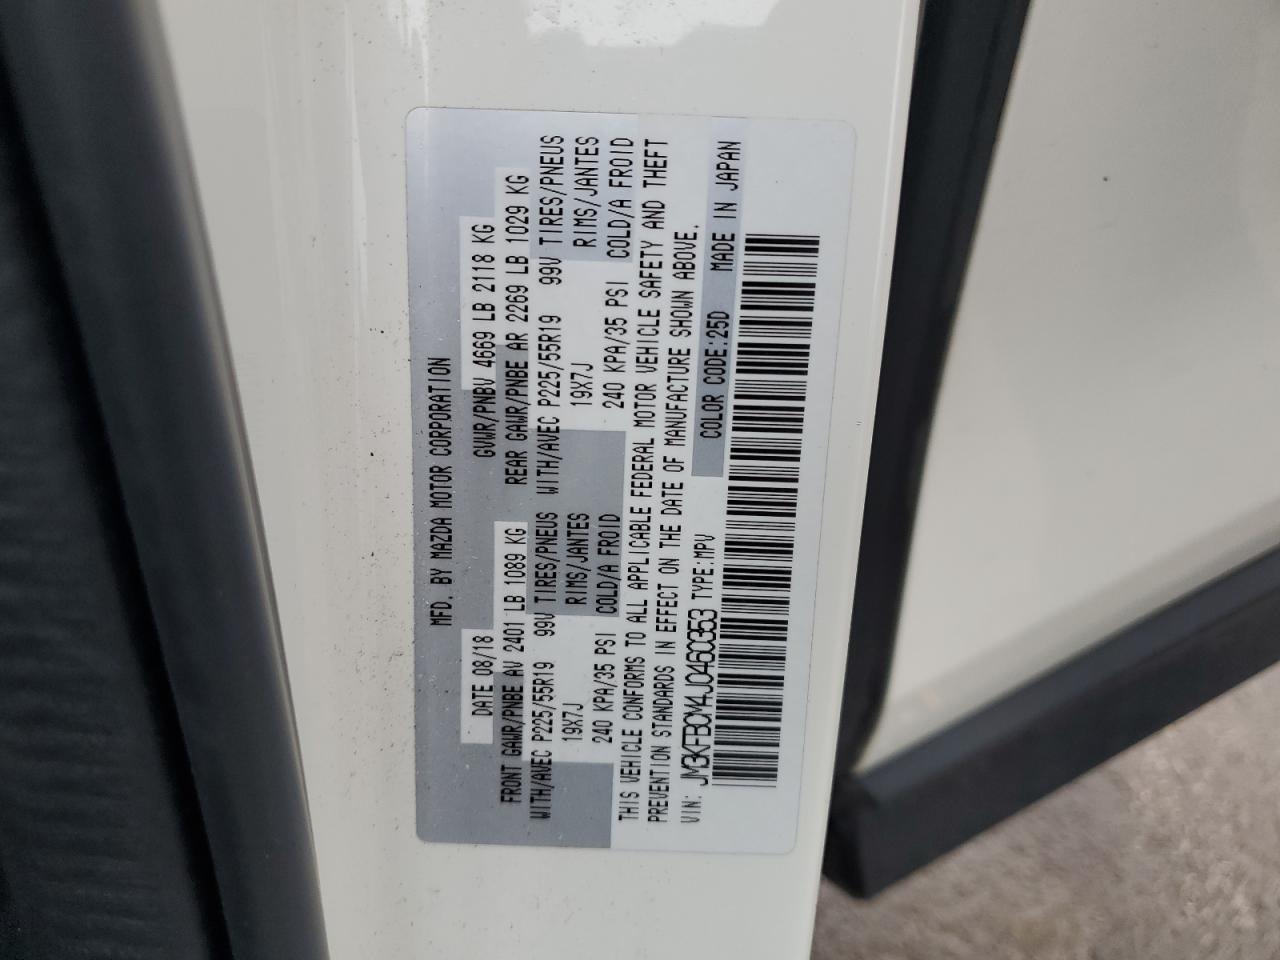 MFD. BY MAZDA MOTOR CORPORATION
DATE 08/18 GVWR/PNBV 4669 LB 2118 KG
FRONT GAWR/PNBE AV 2401 LB 1089 KG REAR GAWR/PNBE AR 2269 LB 1029 KG
WITH/AVEC P225/55R19 99V TIRES/PNEUS WITH/AVEC P225/55R19 99V TIRES/PNEUS
19X7J RIMS/JANTES 19X7J RIMS/JANTES
240 KPA/35 PSI COLD/A FROID 240 KPA/35 PSI COLD/A FROID
THIS VEHICLE CONFORMS TO ALL APPLICABLE FEDERAL MOTOR VEHICLE SAFETY AND THEFT
PREVENTION STANDARDS IN EFFECT ON THE DATE OF MANUFACTURE SHOWN ABOVE.
VIN: JM3KFBCM4J0460353 TYPE:MPV COLOR CODE:25D MADE IN JAPAN